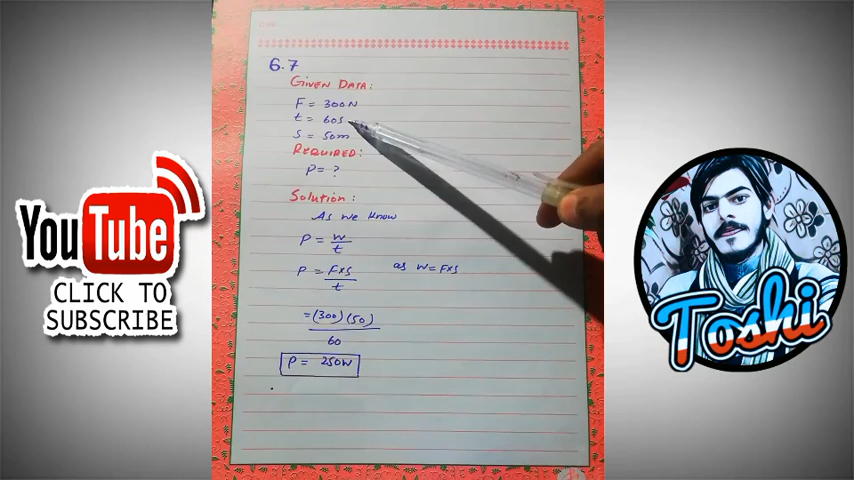 6.7
GIVEN DATA:
F = 300N
t = 60s
S = 50m
REQUIRED:
P = ?
Solution:
As we know
P = W/t
P = F×S/t as W = F×S
= (300)(50)/60
P = 250W
YouTube
CLICK TO
SUBSCRIBE
Toshi